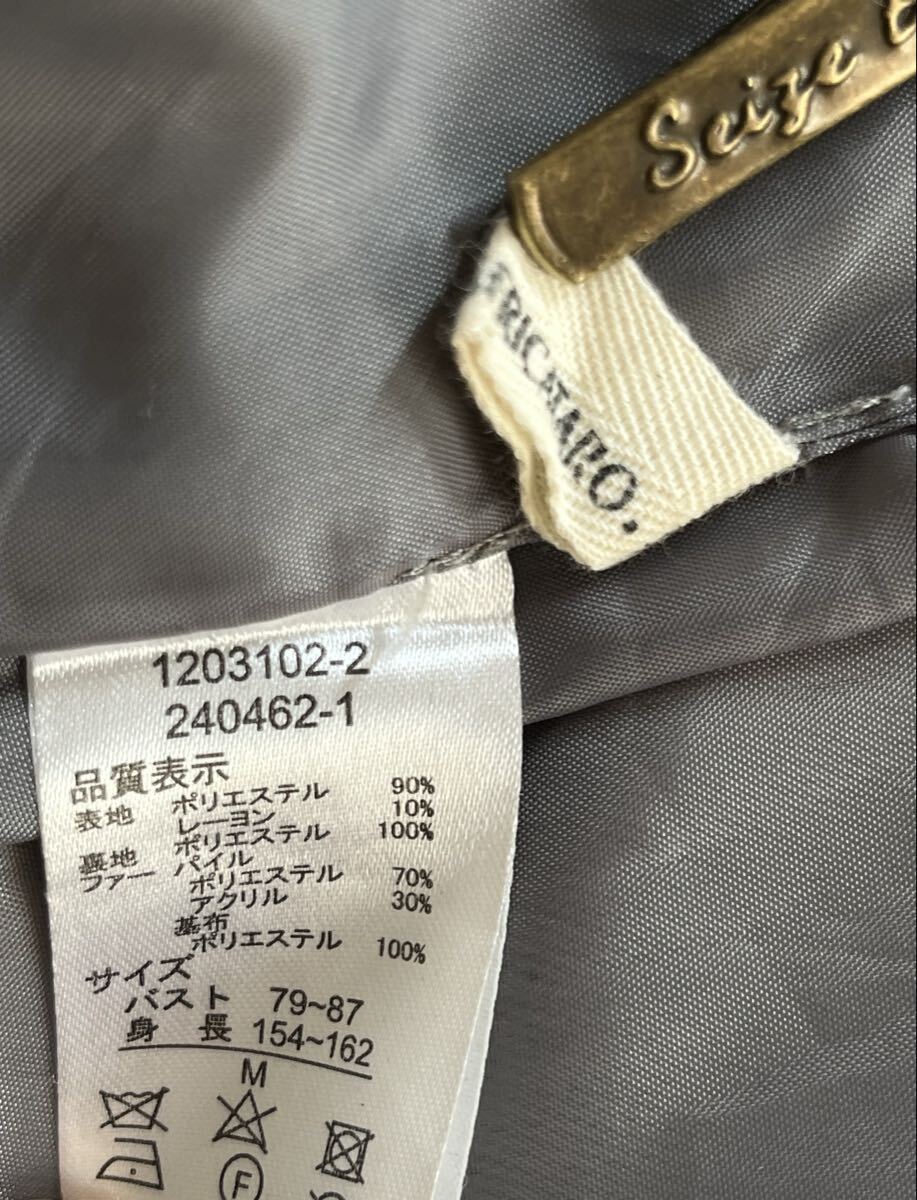 Seize
FRICATARO.
1203102-2
240462-1
品質表示
表地 ポリエステル 90%
レーヨン 10%
裏地 ポリエステル 100%
ファー パイル
ポリエステル 70%
アクリル 30%
基布
ポリエステル 100%
サイズ
バスト 79~87
身長 154~162
M
F